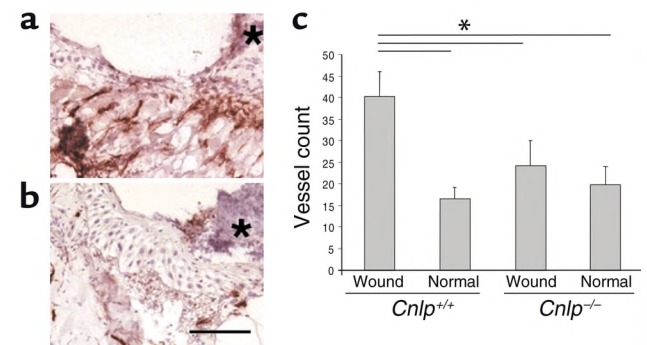 a
*
b
*
c
*
Vessel count
50
45
40
35
30
25
20
15
10
5
0
Wound Normal Wound Normal
Cnlp+/+ Cnlp–/–